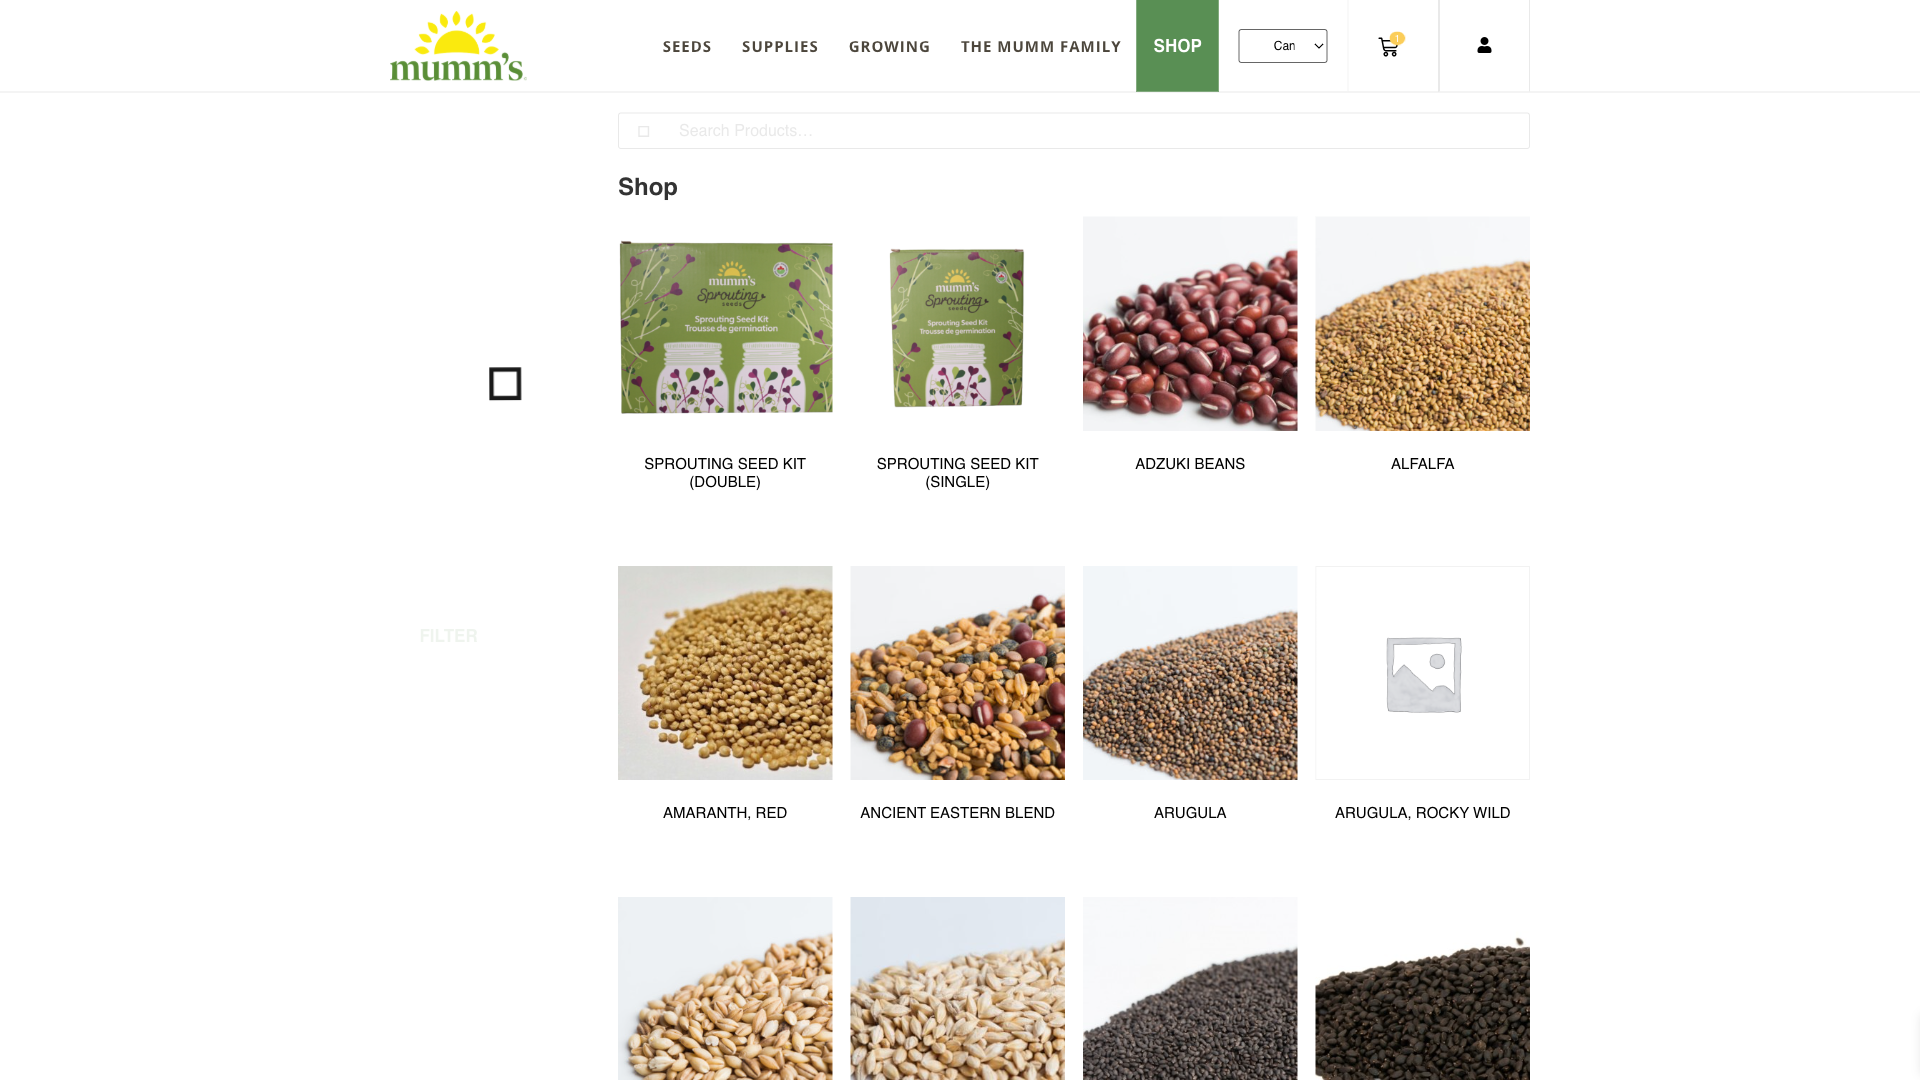 mumm's
SEEDS
SUPPLIES
GROWING
THE MUMM FAMILY
SHOP
Can
1
Search Products...
Shop
mumm's
Sprouting
SEEDS
Sprouting Seed Kit
Trousse de germination
mumm's
Sprouting
SEEDS
Sprouting Seed Kit
Trousse de germination
SPROUTING SEED KIT
(DOUBLE)
SPROUTING SEED KIT
(SINGLE)
ADZUKI BEANS
ALFALFA
FILTER
AMARANTH, RED
ANCIENT EASTERN BLEND
ARUGULA
ARUGULA, ROCKY WILD